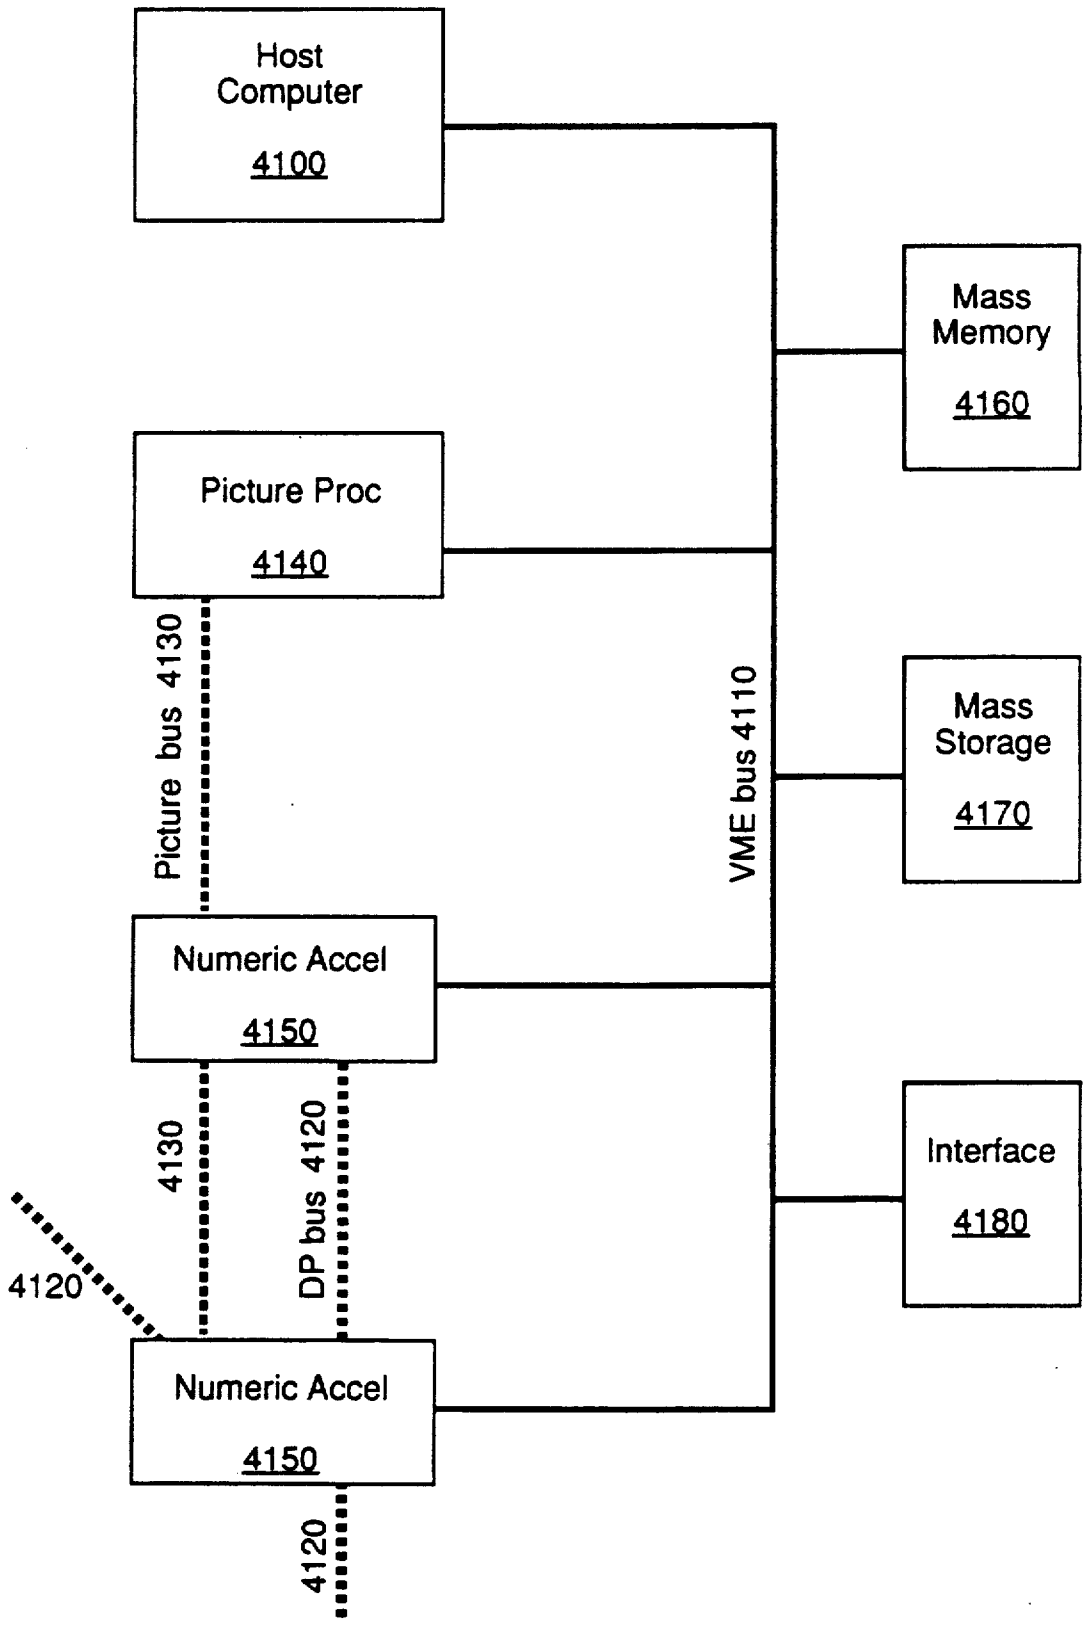 Host
Computer
4100
Mass
Memory
4160
Picture Proc
4140
Picture bus 4130
VME bus 4110
Mass
Storage
4170
Numeric Accel
4150
4130
DP bus 4120
Interface
4180
4120
Numeric Accel
4150
4120